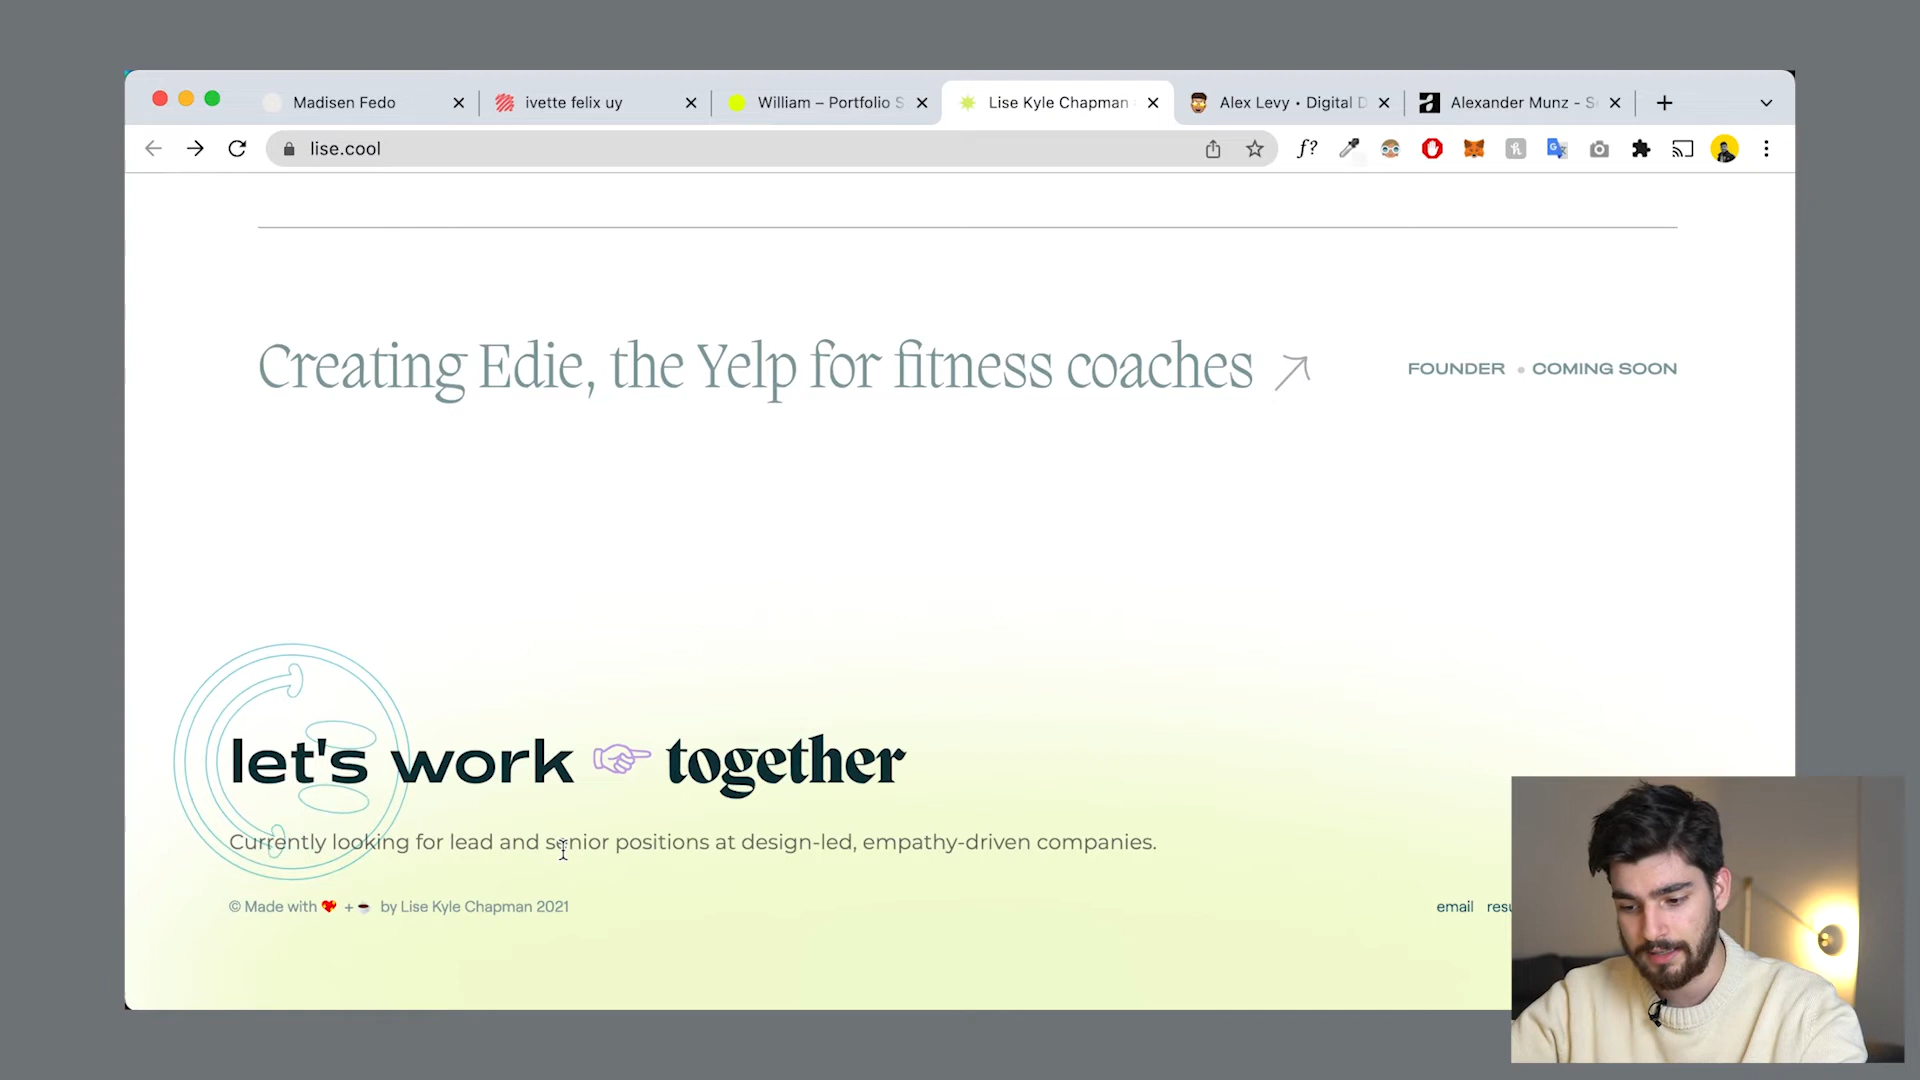 Madisen Fedo
ivette felix uy
William – Portfolio S
Lise Kyle Chapman
Alex Levy • Digital D
Alexander Munz - S
lise.cool
f?
Creating Edie, the Yelp for fitness coaches
FOUNDER • COMING SOON
let's work together
Currently looking for lead and senior positions at design-led, empathy-driven companies.
© Made with ❤️ + ☕ by Lise Kyle Chapman 2021
email resu